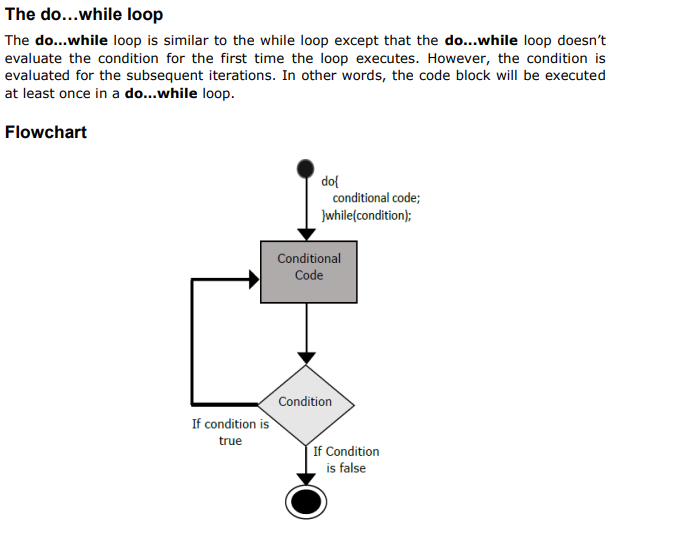 The do…while loop
The do...while loop is similar to the while loop except that the do...while loop doesn’t
evaluate the condition for the first time the loop executes. However, the condition is
evaluated for the subsequent iterations. In other words, the code block will be executed
at least once in a do...while loop.
Flowchart
do{
conditional code;
}while(condition);
Conditional
Code
Condition
If condition is
true
If Condition
is false